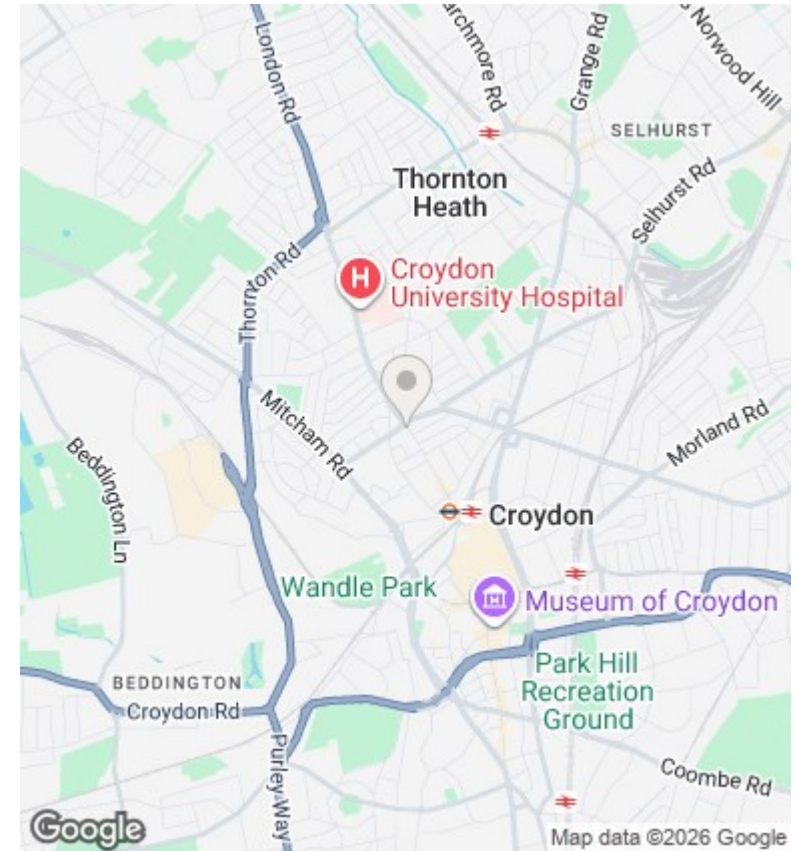 London Rd
archmore Rd
Grange Rd
s Norwood Hill
SELHURST
Thornton
Heath
Selhurst Rd
Thornton Rd
H
Croydon
University Hospital
Mitcham Rd
Morland Rd
Beddington Ln
Croydon
Wandle Park
Museum of Croydon
Park Hill
Recreation
Ground
BEDDINGTON
Croydon Rd
Purley Way
Coombe Rd
Google
Map data ©2026 Google